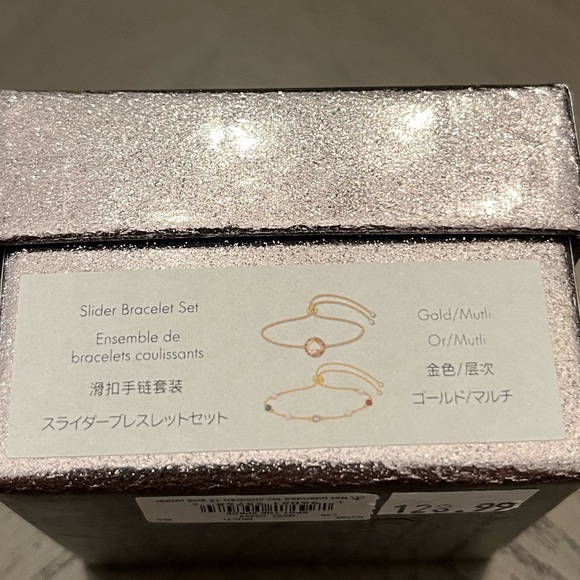 Slider Bracelet Set
Ensemble de
bracelets coulissants
滑扣手链套装
スライダーブレスレットセット
Gold/Mutli
Or/Mutli
金色/层次
ゴールド/マルチ
123.99